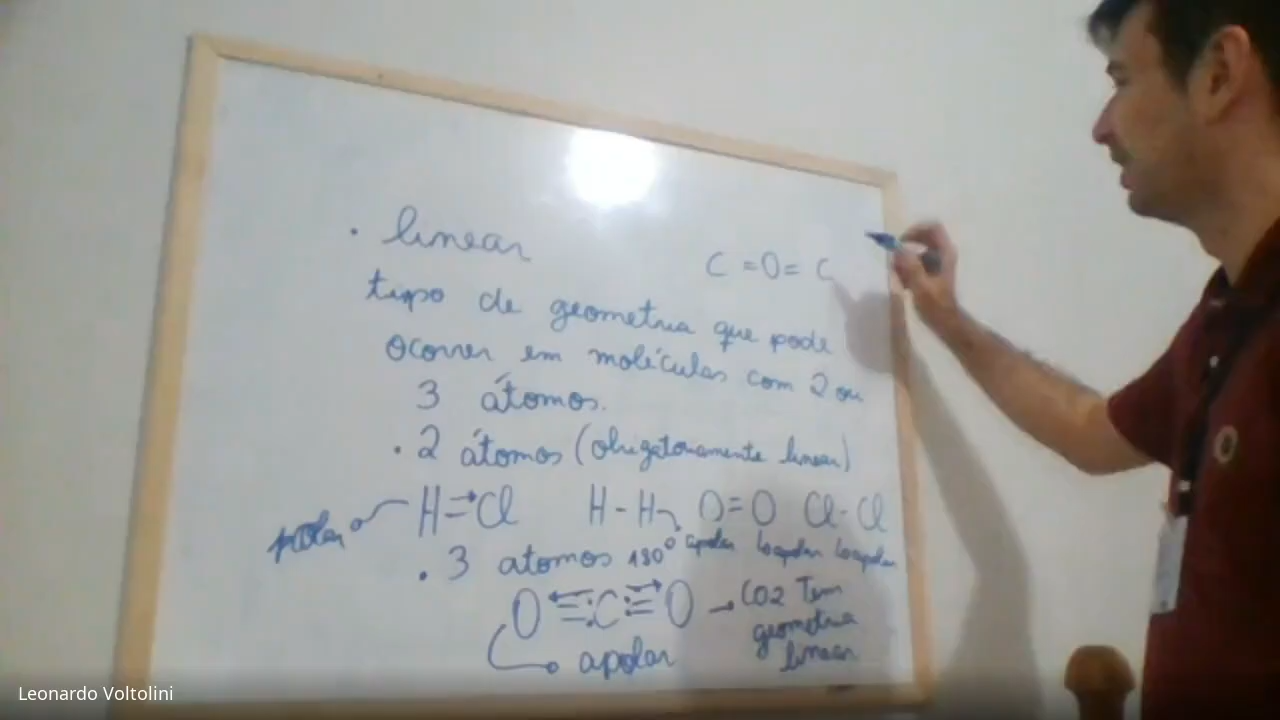 • linear
C = O = C
tipo de geometria que pode
ocorrer em moléculas com 2 ou
3 átomos.
• 2 átomos (obrigatoriamente linear)
polar H - Cl H - H O = O Cl - Cl
apolar apolar apolar
• 3 atomos 180°
O = C = O → CO2 Tem
geometria
linear
apolar
Leonardo Voltolini